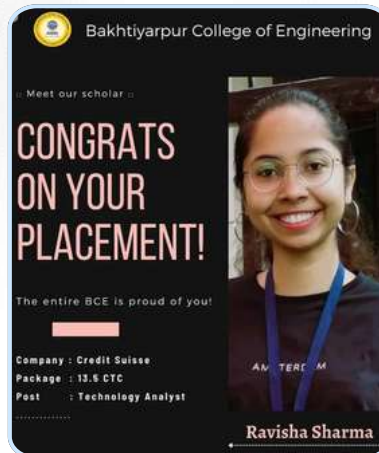 Bakhtiyarpur College of Engineering
:: Meet our scholar ::
CONGRATS
ON YOUR
PLACEMENT!
The entire BCE is proud of you!
Company : Credit Suisse
Package : 13.5 CTC
Post : Technology Analyst
..............
AMSTERDAM
Ravisha Sharma